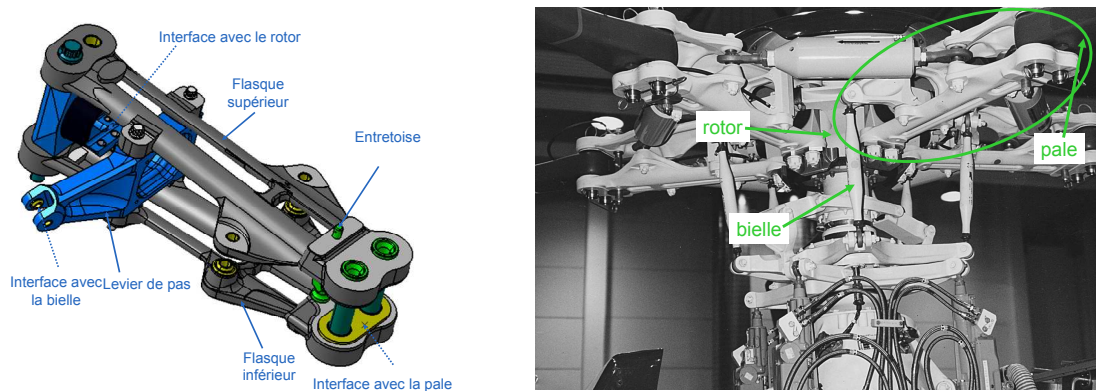 Interface avec le rotor
Flasque
supérieur
Entretoise
Interface avec
la bielle
Levier de pas
Flasque
inférieur
Interface avec la pale
rotor
pale
bielle